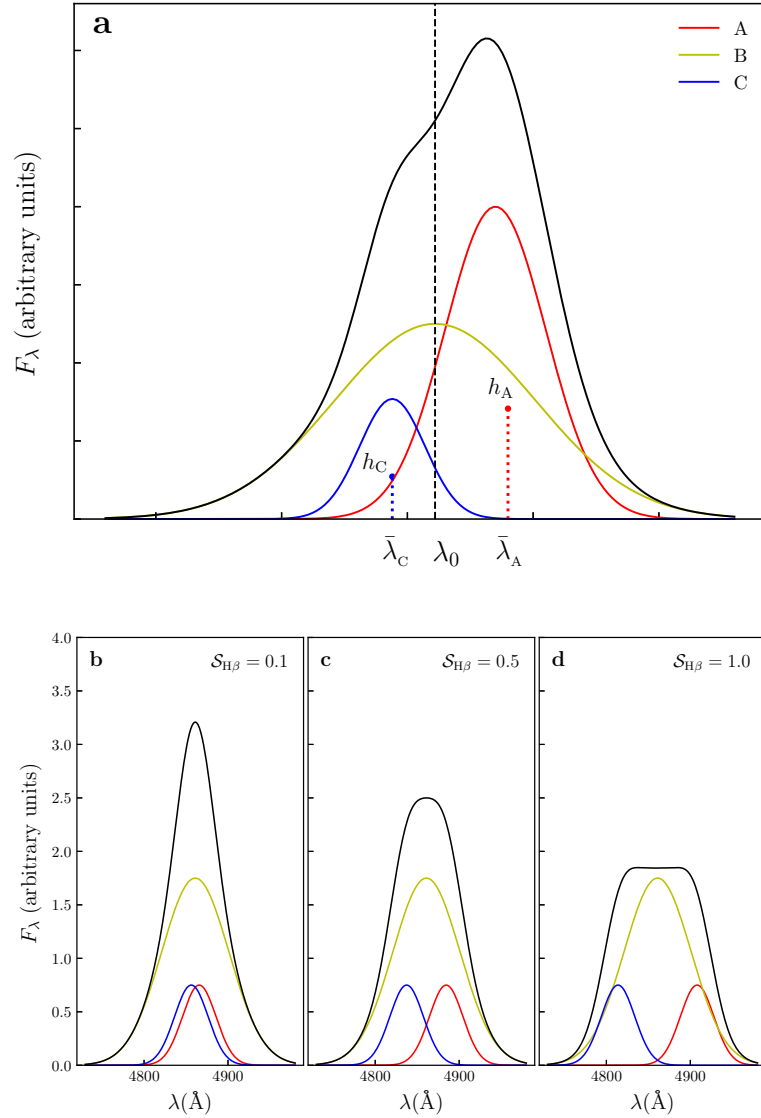 a
A
B
C
F_λ (arbitrary units)
h_A
h_C
λ̄_C λ_0 λ̄_A
b S_Hβ = 0.1 c S_Hβ = 0.5 d S_Hβ = 1.0
4.0
3.5
3.0
2.5
2.0
1.5
1.0
0.5
0.0
F_λ (arbitrary units)
4800 4900 4800 4900 4800 4900
λ(Å) λ(Å) λ(Å)